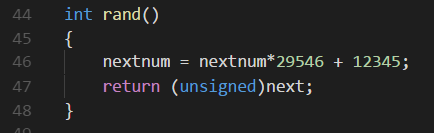 44 int rand()
45 {
46 nextnum = nextnum*29546 + 12345;
47 return (unsigned)next;
48 }